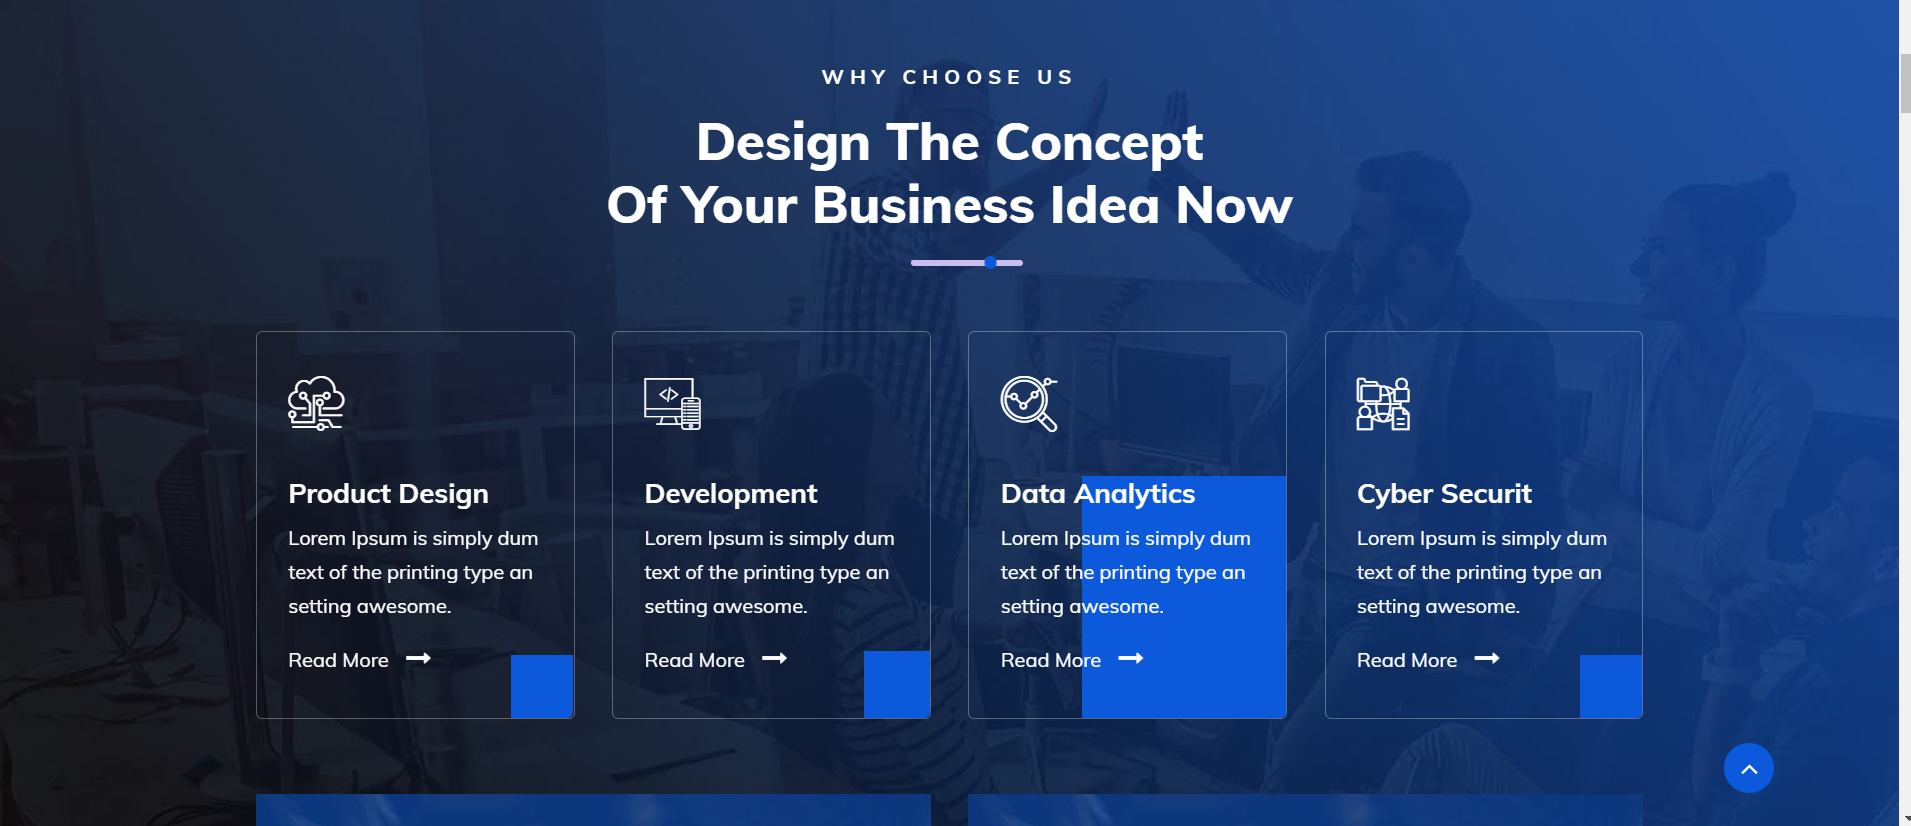 WHY CHOOSE US
Design The Concept
Of Your Business Idea Now
Product Design
Lorem Ipsum is simply dum
text of the printing type an
setting awesome.
Read More
Development
Lorem Ipsum is simply dum
text of the printing type an
setting awesome.
Read More
Data Analytics
Lorem Ipsum is simply dum
text of the printing type an
setting awesome.
Read More
Cyber Securit
Lorem Ipsum is simply dum
text of the printing type an
setting awesome.
Read More